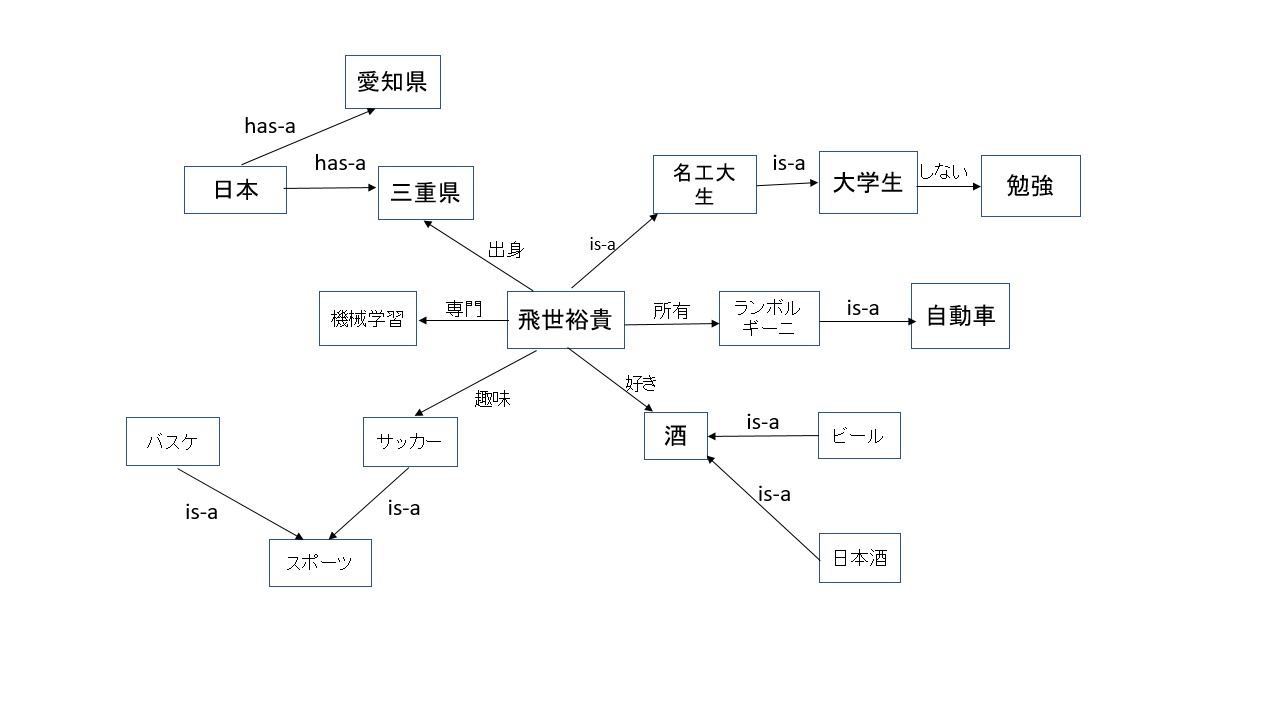 愛知県
has-a
has-a
日本
三重県
名工大
生
is-a
大学生
しない
勉強
出身
is-a
機械学習
専門
飛世裕貴
所有
ランボル
ギーニ
is-a
自動車
趣味
好き
バスケ
サッカー
酒
is-a
ビール
is-a
is-a
is-a
スポーツ
日本酒